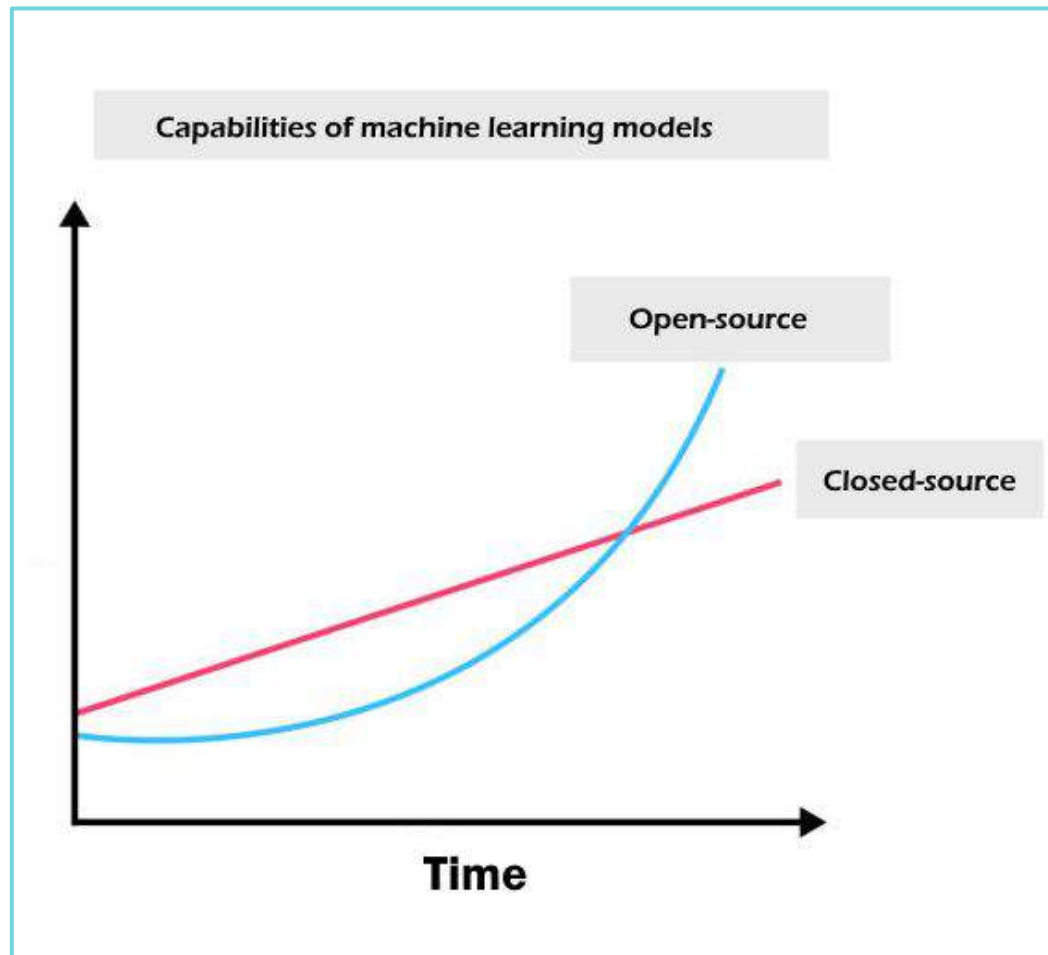 Capabilities of machine learning models
Open-source
Closed-source
Time